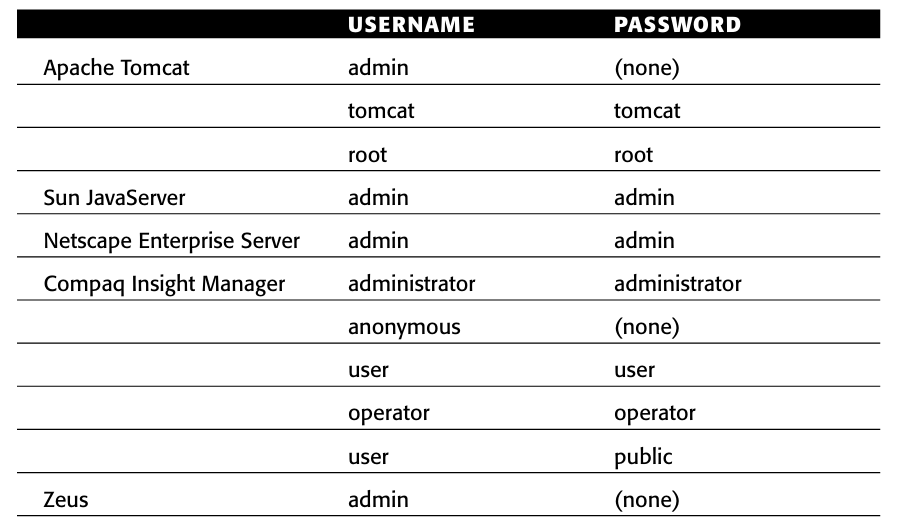 USERNAME PASSWORD
Apache Tomcat admin (none)
tomcat tomcat
root root
Sun JavaServer admin admin
Netscape Enterprise Server admin admin
Compaq Insight Manager administrator administrator
anonymous (none)
user user
operator operator
user public
Zeus admin (none)